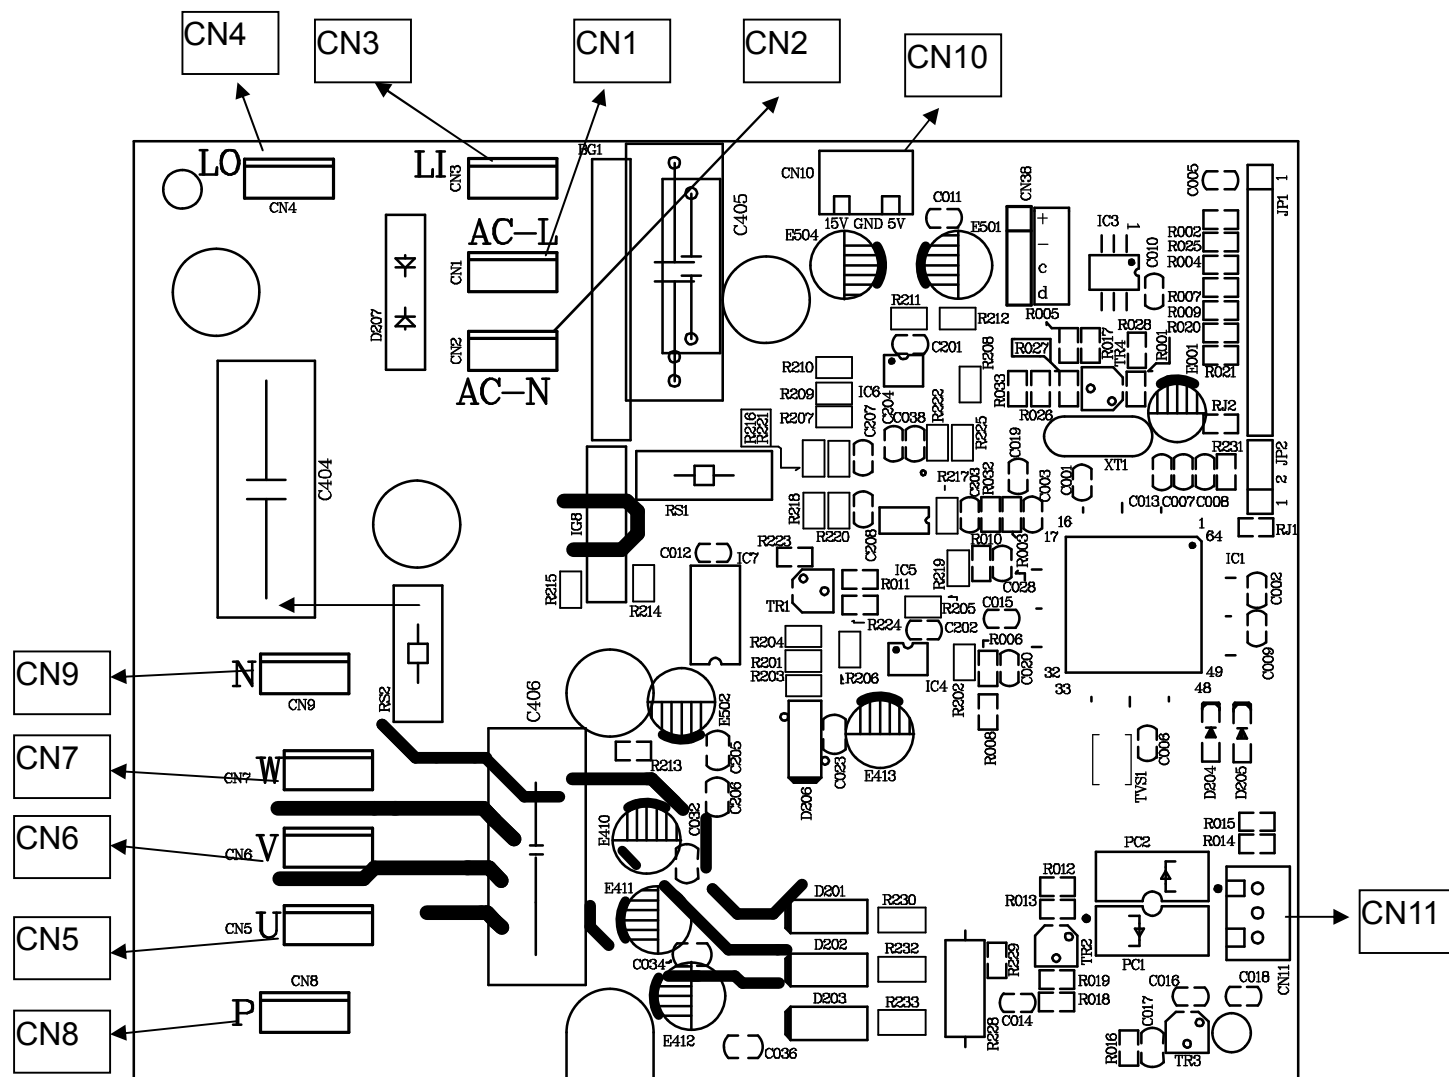 CN4
CN3
CN1
CN2
CN10
LO
CN4
LI
CN3
BG1
C405
CN10
15V GND 5V
C011
CN38
+
-
c
d
IC3
1
C010
C005
1
JP1
AC-L
CN1
D207
CN2
AC-N
E504
E501
R002
R025
R004
R007
R009
R020
R021
R211
R212
R005
R017
R028
TR4
R001
E001
R027
C201
R208
R210
R209
R207
IC6
C204
C038
R222
R225
R033
R026
RJ2
R216
R221
C207
C019
XT1
R231
JP2
2
1
C404
RS1
IG8
R217
C203
R032
C003
C001
C013
C007
C008
R218
R220
C208
16
17
1
64
RJ1
C012
IC7
R223
IC5
R011
R010
R003
R219
C028
IC1
C002
R215
R214
TR1
R224
R205
C202
C015
R204
R201
R203
R206
IC4
R202
R006
C020
32
33
49
48
C009
CN9
N
CN9
RS2
C406
E502
R008
CN7
W
CN7
R213
C205
C206
D206
C023
E413
TVS1
C006
D204
D205
CN6
V
CN6
E410
C032
R015
R014
PC2
R012
R013
CN5
U
CN5
E411
D201
R230
CN11
C034
D202
R232
R229
TR2
PC1
R019
R018
C016
C018
CN11
CN8
P
CN8
E412
D203
R233
R228
C014
C017
R016
TR3
C036